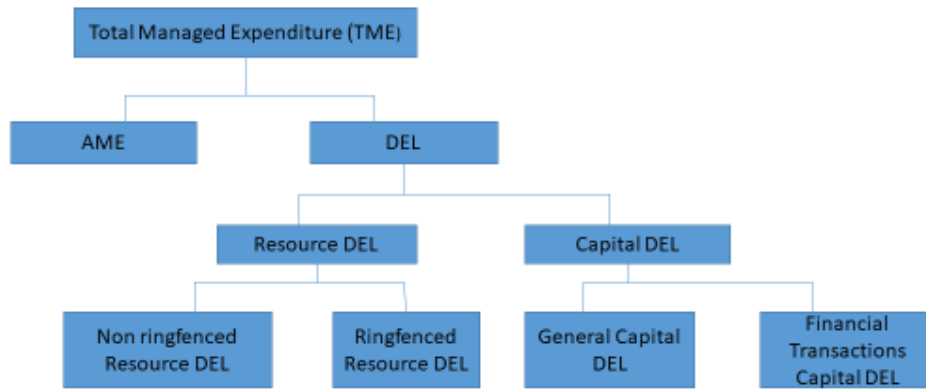 Total Managed Expenditure (TME)
AME
DEL
Resource DEL
Capital DEL
Non ringfenced
Resource DEL
Ringfenced
Resource DEL
General Capital
DEL
Financial
Transactions
Capital DEL